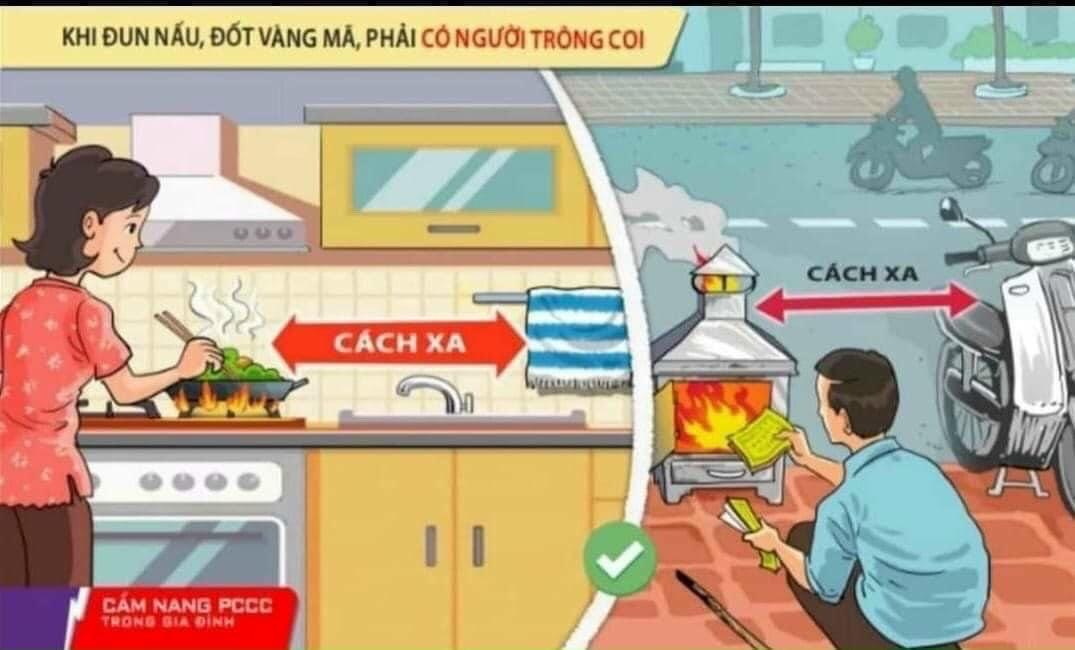 KHI ĐUN NẤU, ĐỐT VÀNG MÃ, PHẢI CÓ NGƯỜI TRÔNG COI
CÁCH XA
CÁCH XA
CẨM NANG PCCC
TRONG GIA ĐÌNH